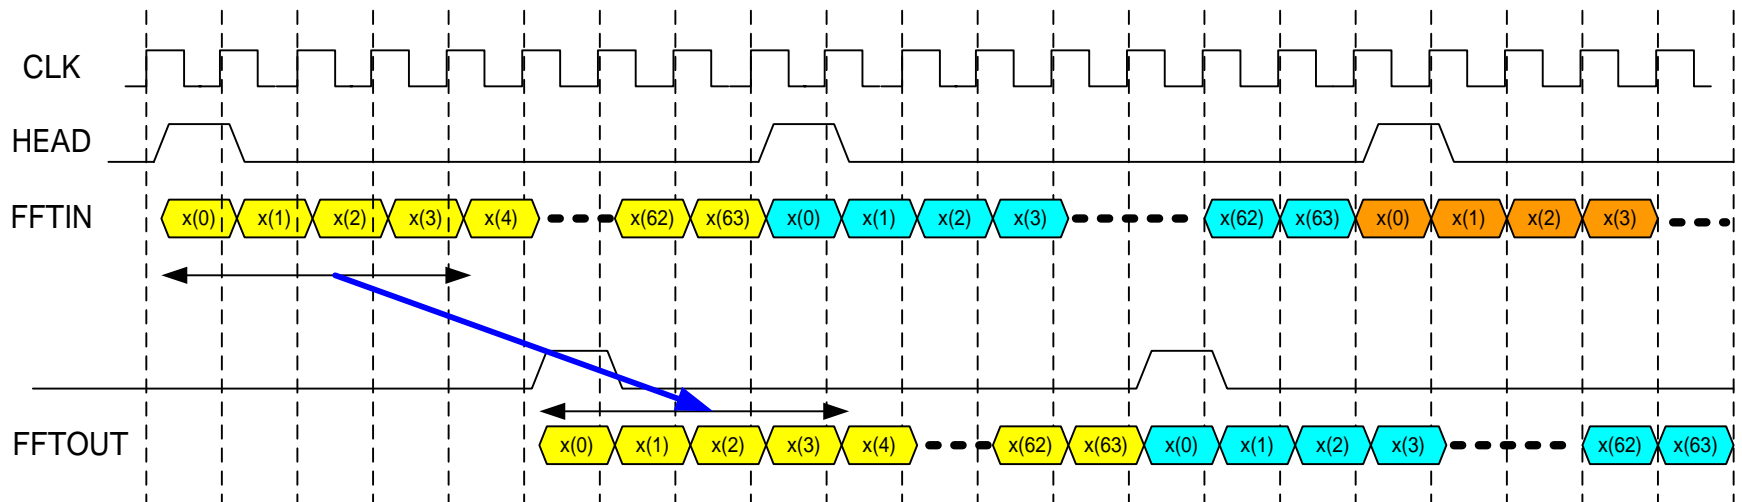 CLK
HEAD
FFTIN x(0) x(1) x(2) x(3) x(4) x(62) x(63) x(0) x(1) x(2) x(3) x(62) x(63) x(0) x(1) x(2) x(3)
FFTOUT x(0) x(1) x(2) x(3) x(4) x(62) x(63) x(0) x(1) x(2) x(3) x(62) x(63)